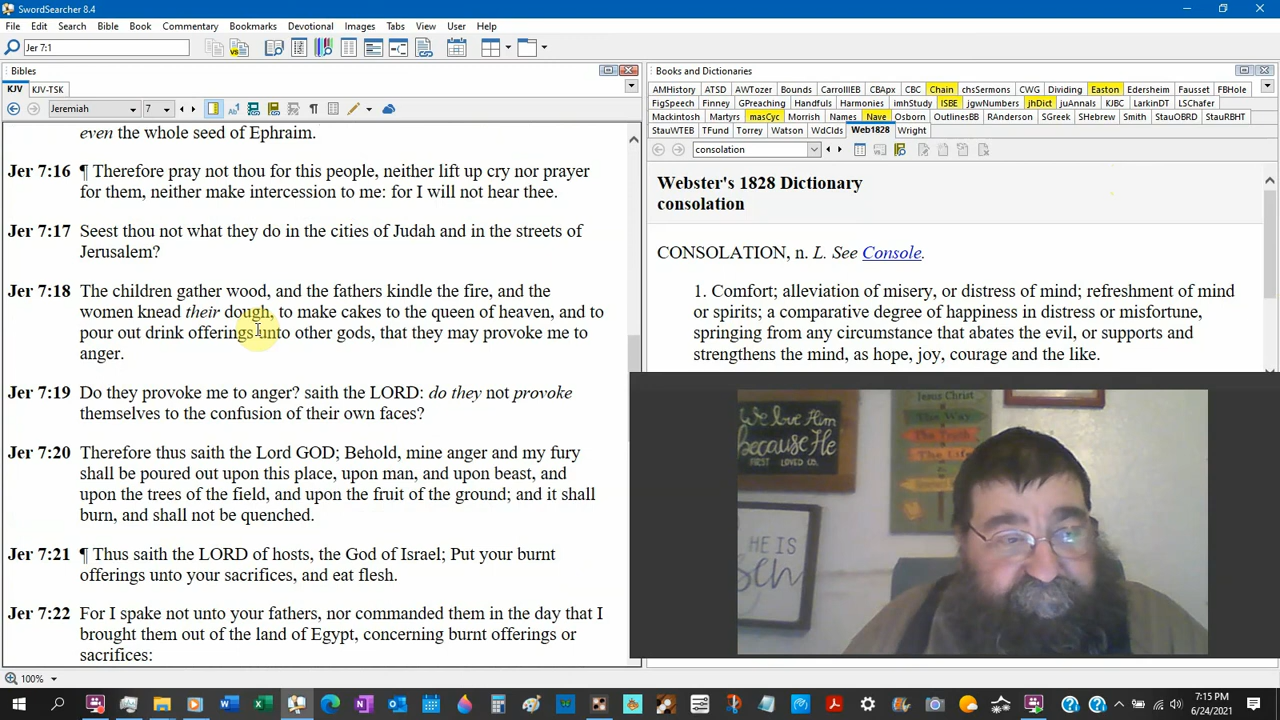 SwordSearcher 8.4
File Edit Search Bible Book Commentary Bookmarks Devotional Images Tabs View User Help
Jer 7:1
Bibles
KJV KJV-TSK
Jeremiah 7
even the whole seed of Ephraim.
Jer 7:16 ¶ Therefore pray not thou for this people, neither lift up cry nor prayer
for them, neither make intercession to me: for I will not hear thee.
Jer 7:17 Seest thou not what they do in the cities of Judah and in the streets of
Jerusalem?
Jer 7:18 The children gather wood, and the fathers kindle the fire, and the
women knead their dough, to make cakes to the queen of heaven, and to
pour out drink offerings unto other gods, that they may provoke me to
anger.
Jer 7:19 Do they provoke me to anger? saith the LORD: do they not provoke
themselves to the confusion of their own faces?
Jer 7:20 Therefore thus saith the Lord GOD; Behold, mine anger and my fury
shall be poured out upon this place, upon man, and upon beast, and
upon the trees of the field, and upon the fruit of the ground; and it shall
burn, and shall not be quenched.
Jer 7:21 ¶ Thus saith the LORD of hosts, the God of Israel; Put your burnt
offerings unto your sacrifices, and eat flesh.
Jer 7:22 For I spake not unto your fathers, nor commanded them in the day that I
brought them out of the land of Egypt, concerning burnt offerings or
sacrifices:
100%
Books and Dictionaries
AMHistory ATSD AWTozer Bounds CarrollIEB CBApx CBC Chain chsSermons CWG Dividing Easton Edersheim Fausset FBHole
FigSpeech Finney GPreaching Handfuls Harmonies imhStudy ISBE jgwNumbers jhDict juAnnals KJBC LarkinDT LSChafer
Mackintosh Martyrs masCyc Morrish Names Nave Osborn OutlinesBB RAnderson SGreek SHebrew Smith StauOBRD StauRBHT
StauWTEB TFund Torrey Watson WdClds Web1828 Wright
consolation
Webster's 1828 Dictionary
consolation
CONSOLATION, n. L. See Console.
1. Comfort; alleviation of misery, or distress of mind; refreshment of mind
or spirits; a comparative degree of happiness in distress or misfortune,
springing from any circumstance that abates the evil, or supports and
strengthens the mind, as hope, joy, courage and the like.
We love Him
because He
FIRST LOVED US.
Jesus Christ
The Way
The Truth
The Life
HE IS
7:15 PM
6/24/2021